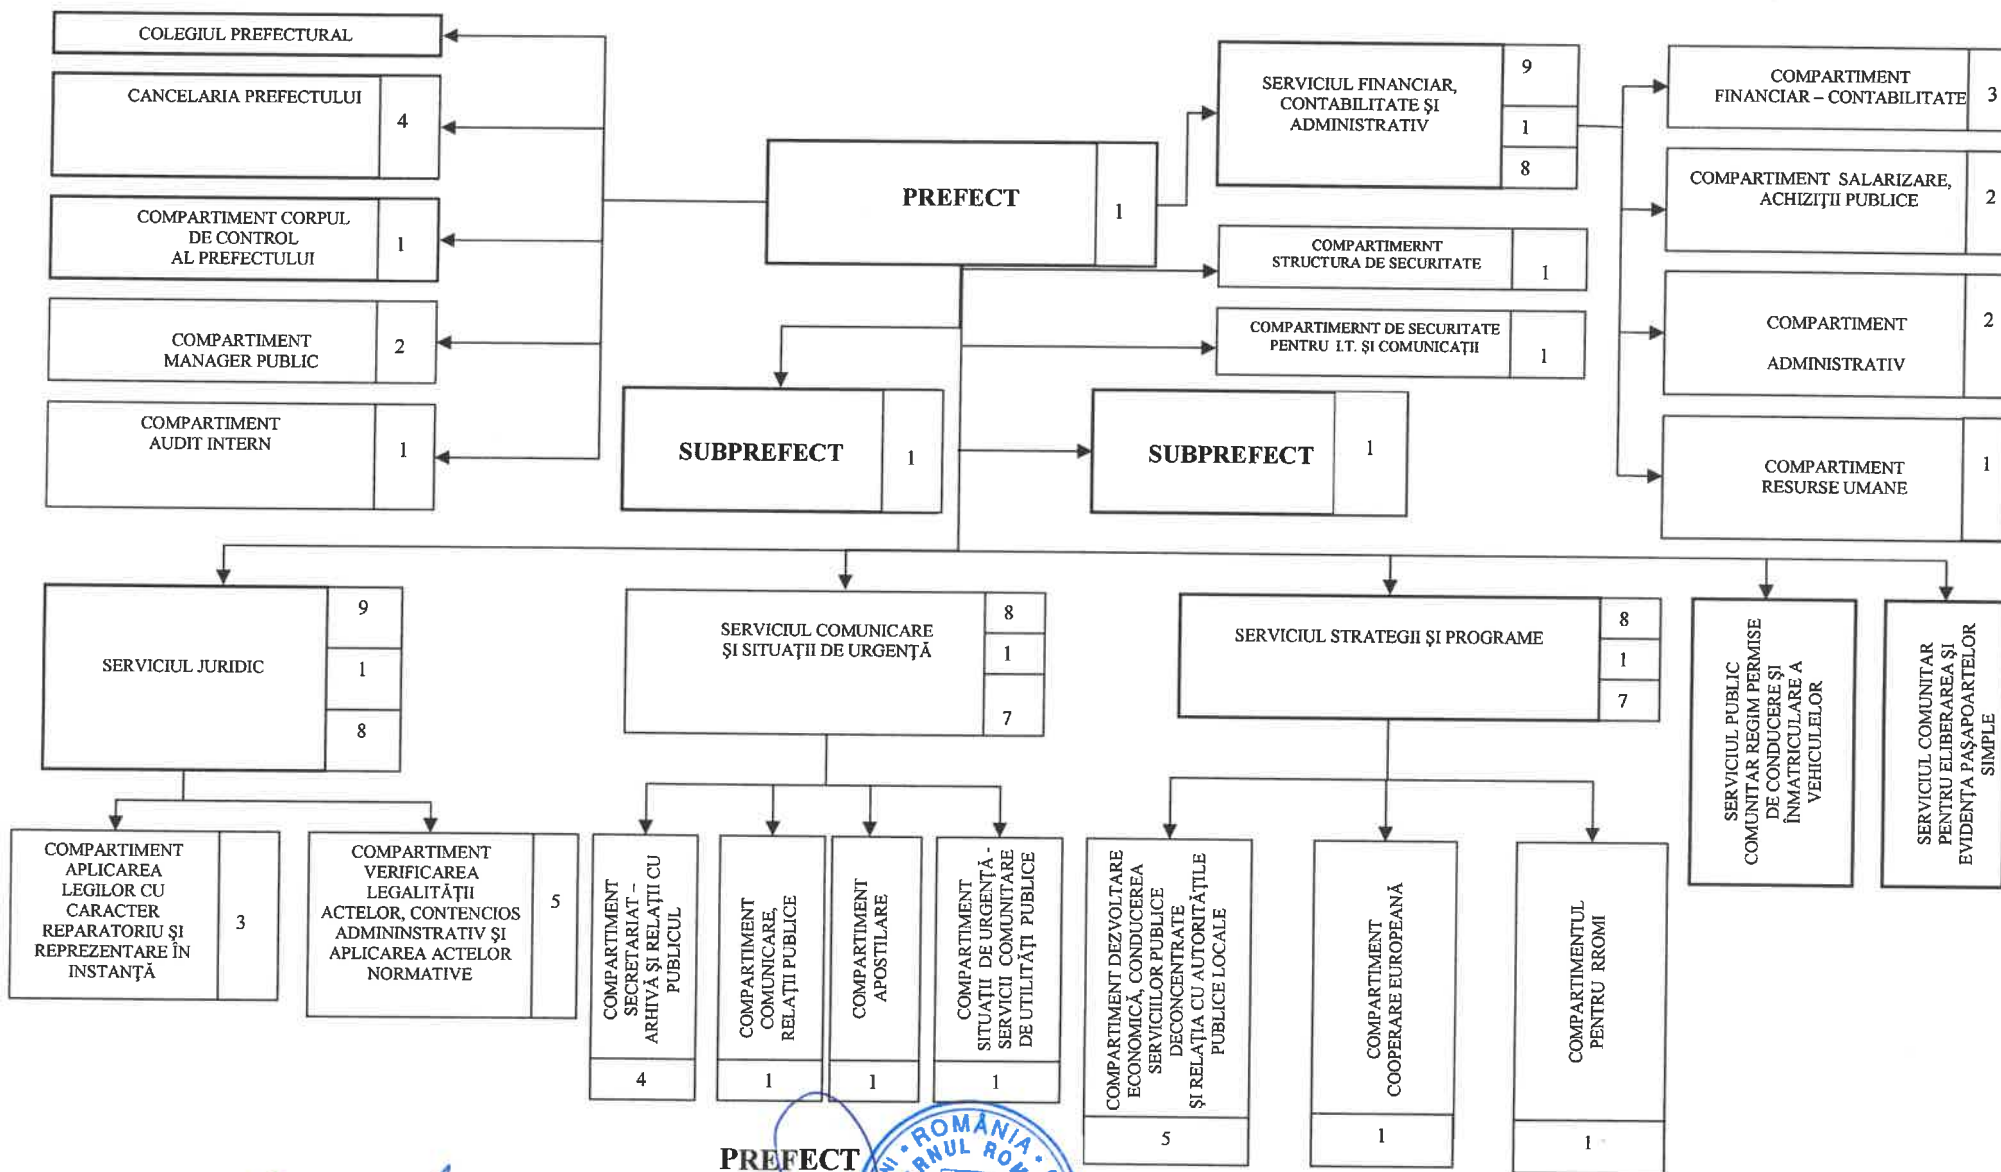 COLEGIUL PREFECTURAL
CANCELARIA PREFECTULUI
4
COMPARTIMENT CORPUL
DE CONTROL
AL PREFECTULUI
1
COMPARTIMENT
MANAGER PUBLIC
2
COMPARTIMENT
AUDIT INTERN
1
PREFECT
1
SERVICIUL FINANCIAR,
CONTABILITATE ŞI
ADMINISTRATIV
9
1
8
COMPARTIMERNT
STRUCTURA DE SECURITATE
1
COMPARTIMERNT DE SECURITATE
PENTRU I.T. ŞI COMUNICAŢII
1
SUBPREFECT
1
SUBPREFECT
1
COMPARTIMENT
FINANCIAR – CONTABILITATE
3
COMPARTIMENT SALARIZARE,
ACHIZIŢII PUBLICE
2
COMPARTIMENT
ADMINISTRATIV
2
COMPARTIMENT
RESURSE UMANE
1
SERVICIUL JURIDIC
9
1
8
SERVICIUL COMUNICARE
ŞI SITUAŢII DE URGENŢĂ
8
1
7
SERVICIUL STRATEGII ŞI PROGRAME
8
1
7
SERVICIUL PUBLIC
COMUNITAR REGIM PERMISE
DE CONDUCERE ŞI
ÎNMATRICULARE A
VEHICULELOR
SERVICIUL COMUNITAR
PENTRU ELIBERAREA ŞI
EVIDENŢA PAŞAPOARTELOR
SIMPLE
COMPARTIMENT
APLICAREA
LEGILOR CU
CARACTER
REPARATORIU ŞI
REPREZENTARE ÎN
INSTANŢĂ
3
COMPARTIMENT
VERIFICAREA
LEGALITĂŢII
ACTELOR, CONTENCIOS
ADMININSTRATIV ŞI
APLICAREA ACTELOR
NORMATIVE
5
COMPARTIMENT
SECRETARIAT –
ARHIVĂ ŞI RELAŢII CU
PUBLICUL
4
COMPARTIMENT
COMUNICARE,
RELAŢII PUBLICE
1
COMPARTIMENT
APOSTILARE
1
COMPARTIMENT
SITUAŢII DE URGENŢĂ -
SERVICII COMUNITARE
DE UTILITĂŢI PUBLICE
1
COMPARTIMENT DEZVOLTARE
ECONOMICĂ, CONDUCEREA
SERVICIILOR PUBLICE
DECONCENTRATE
ŞI RELAŢIA CU AUTORITĂŢILE
PUBLICE LOCALE
5
COMPARTIMENT
COOPERARE EUROPEANĂ
1
COMPARTIMENTUL
PENTRU RROMI
1
PREFECT
ROMÂNIA